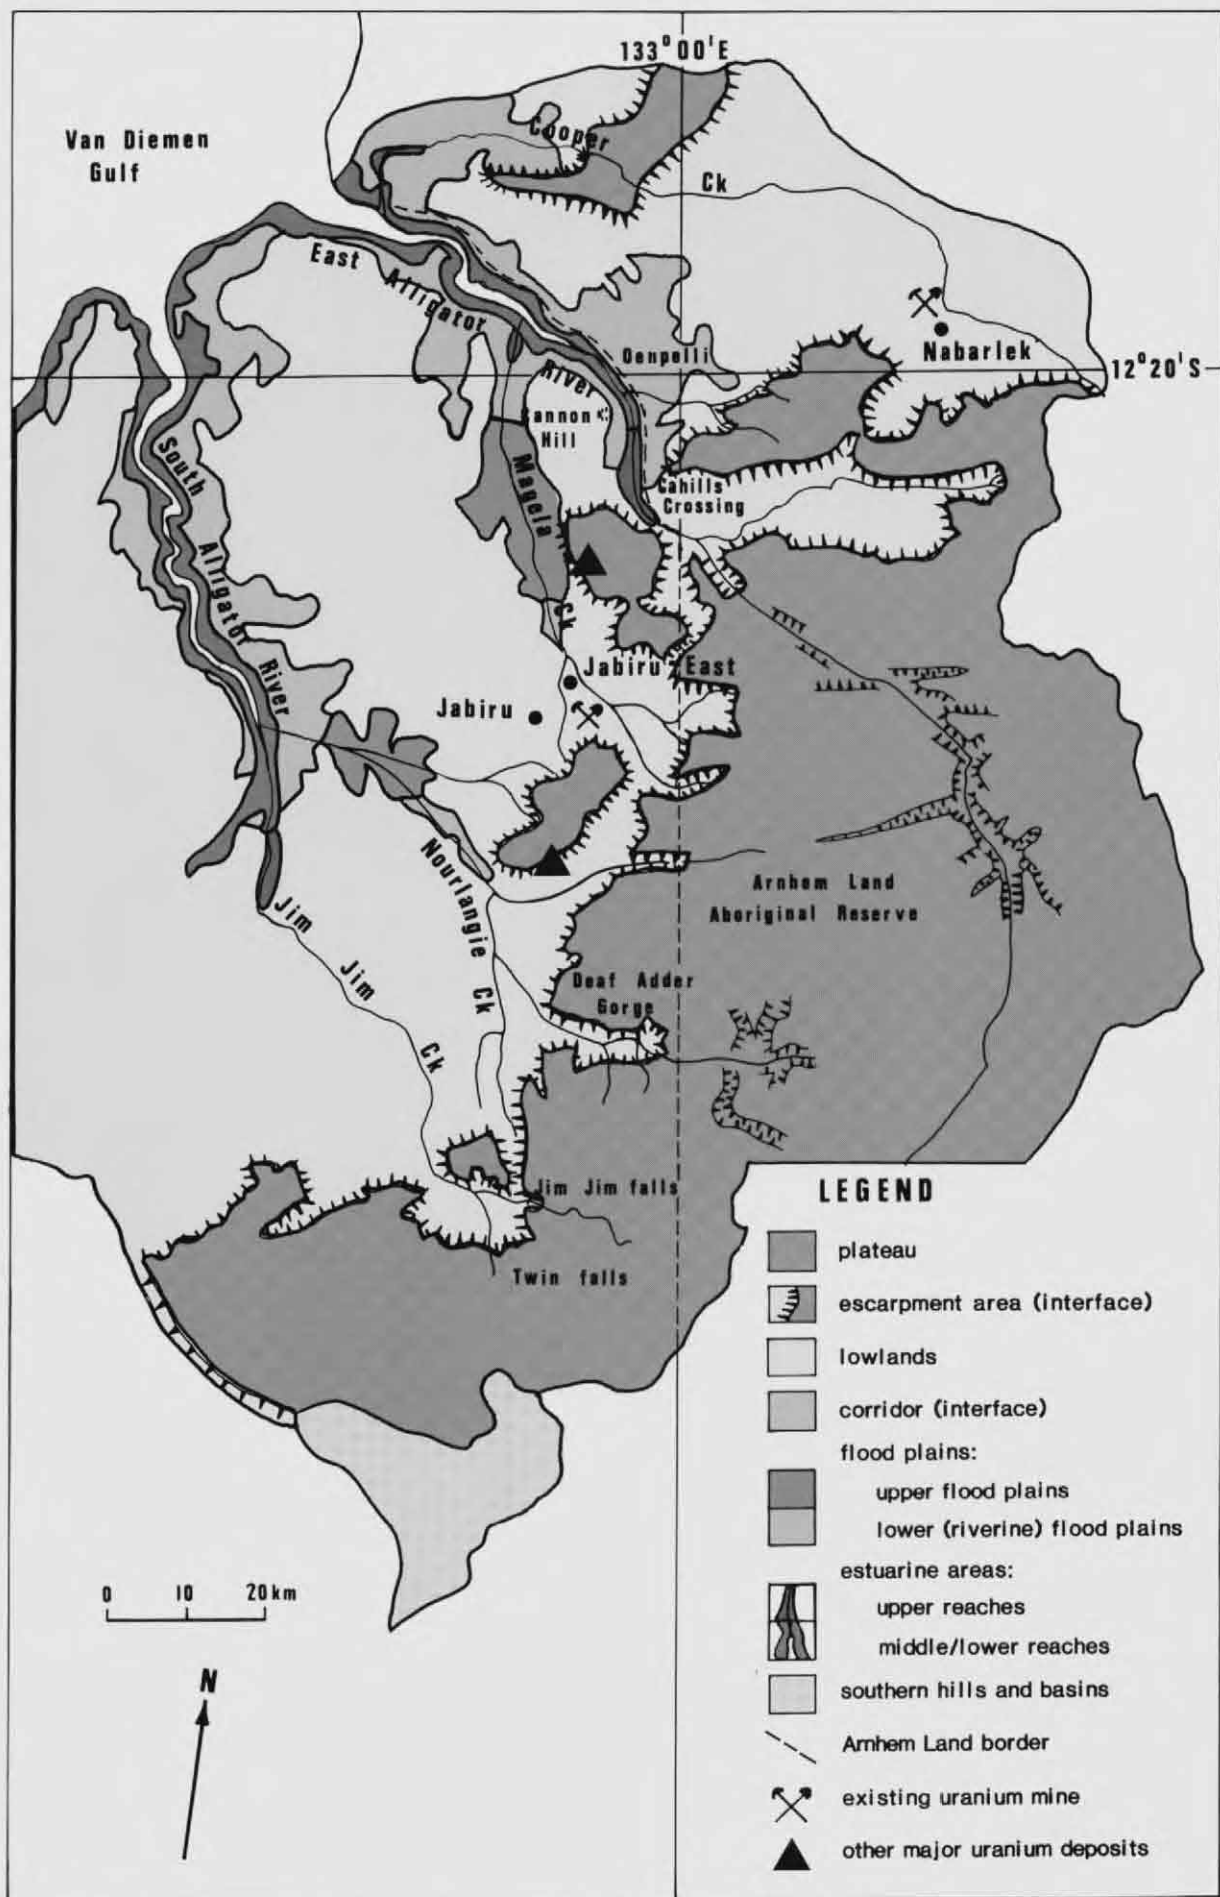 133°00'E
Van Diemen
Gulf
Cooper
Ck
East
Alligator
River
Oenpelli
Nabarlek
12°20'S
Cannon
Hill
South
Alligator
River
Magela
Ck
Cahills
Crossing
Jabiru East
Jabiru
Nourlangie
Ck
Arnhem Land
Aboriginal Reserve
Jim
Jim
Ck
Deaf Adder
Gorge
Jim Jim falls
Twin falls
LEGEND
plateau
escarpment area (interface)
lowlands
corridor (interface)
flood plains:
upper flood plains
lower (riverine) flood plains
estuarine areas:
upper reaches
middle/lower reaches
southern hills and basins
Arnhem Land border
existing uranium mine
other major uranium deposits
0 10 20km
N